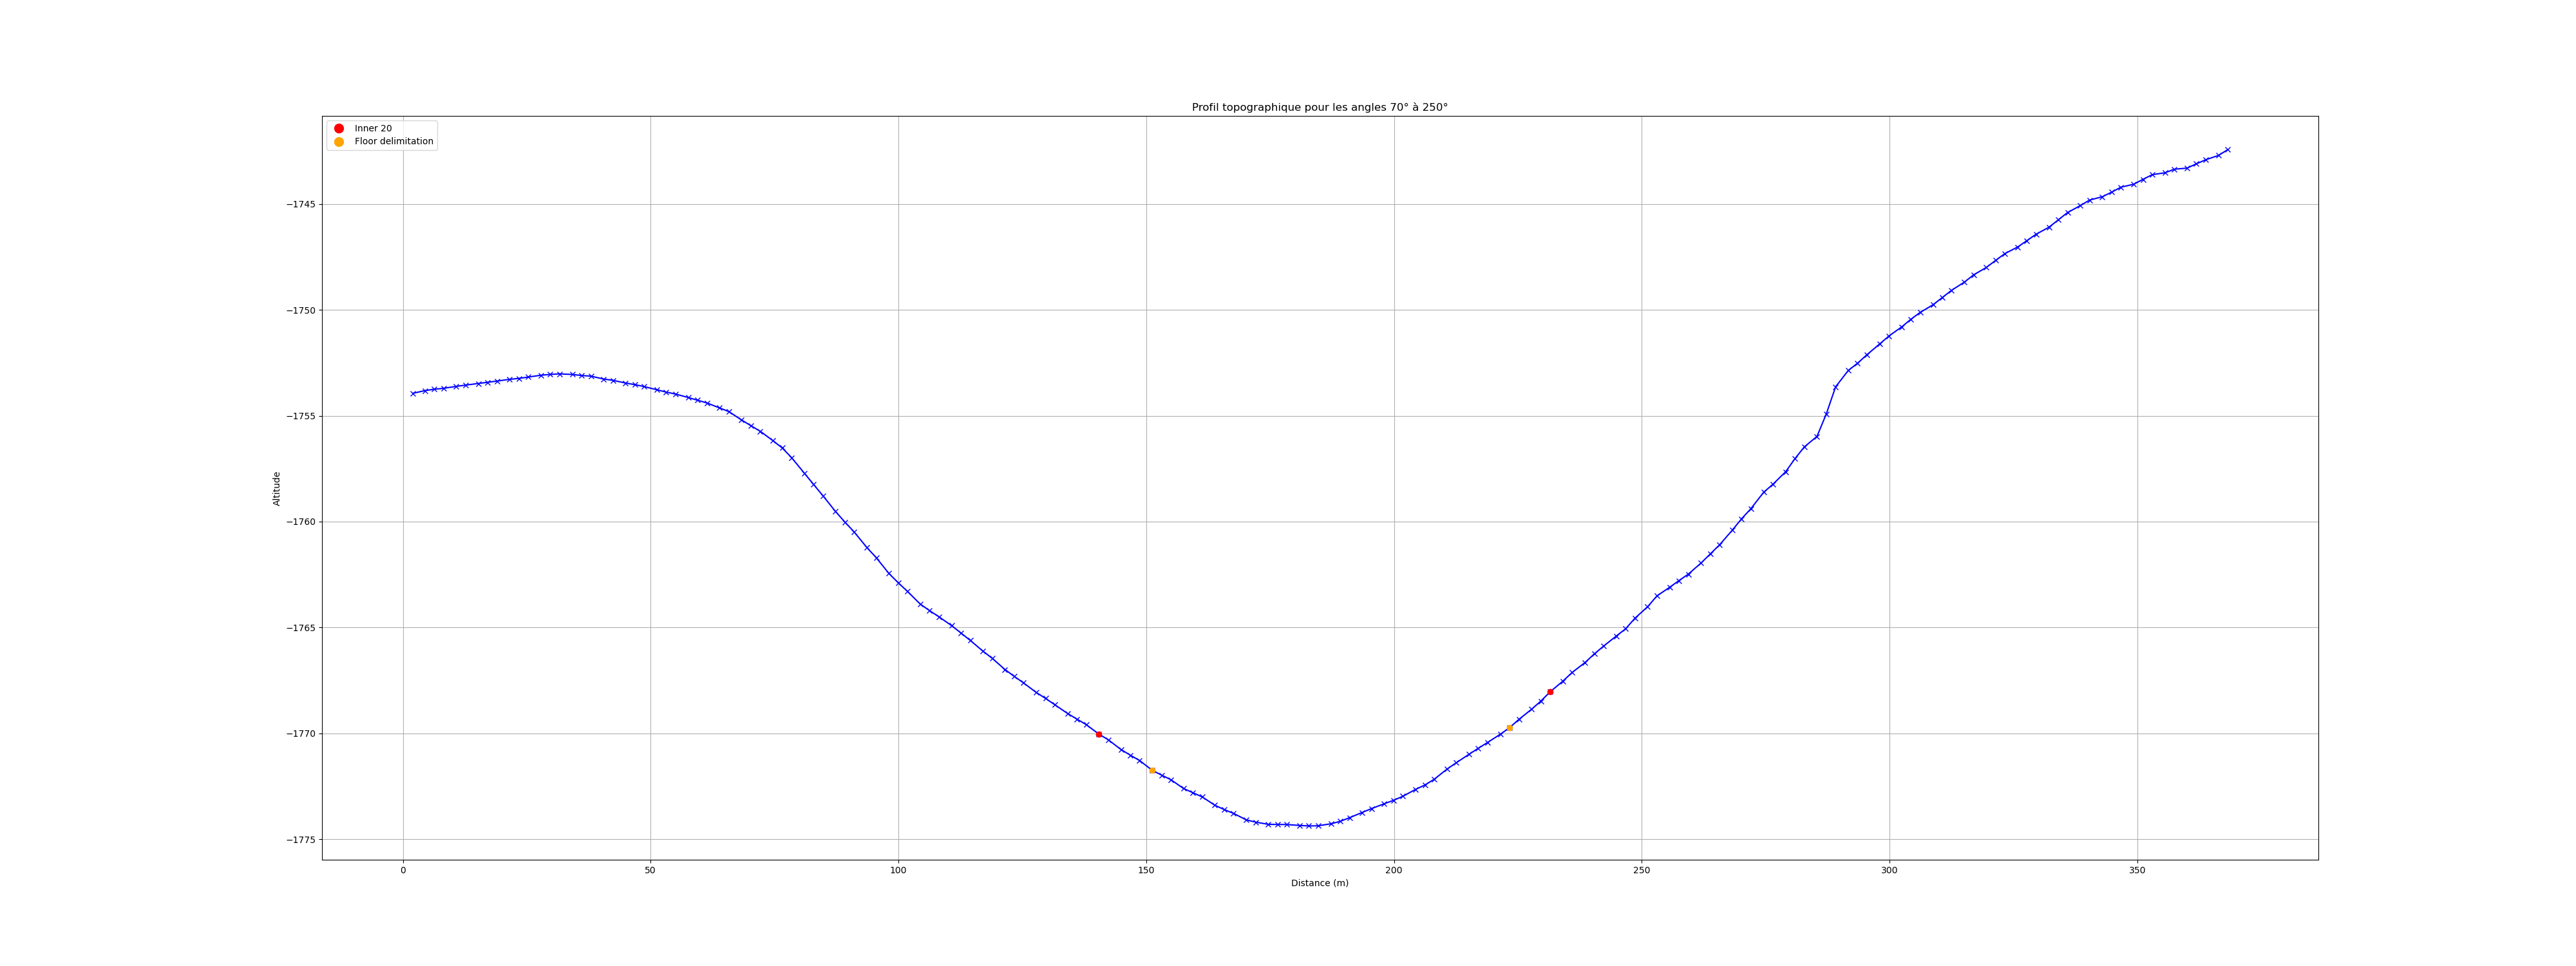 Profil topographique pour les angles 70° à 250°
Inner 20
Floor delimitation
Altitude
−1745
−1750
−1755
−1760
−1765
−1770
−1775
0 50 100 150 200 250 300 350
Distance (m)